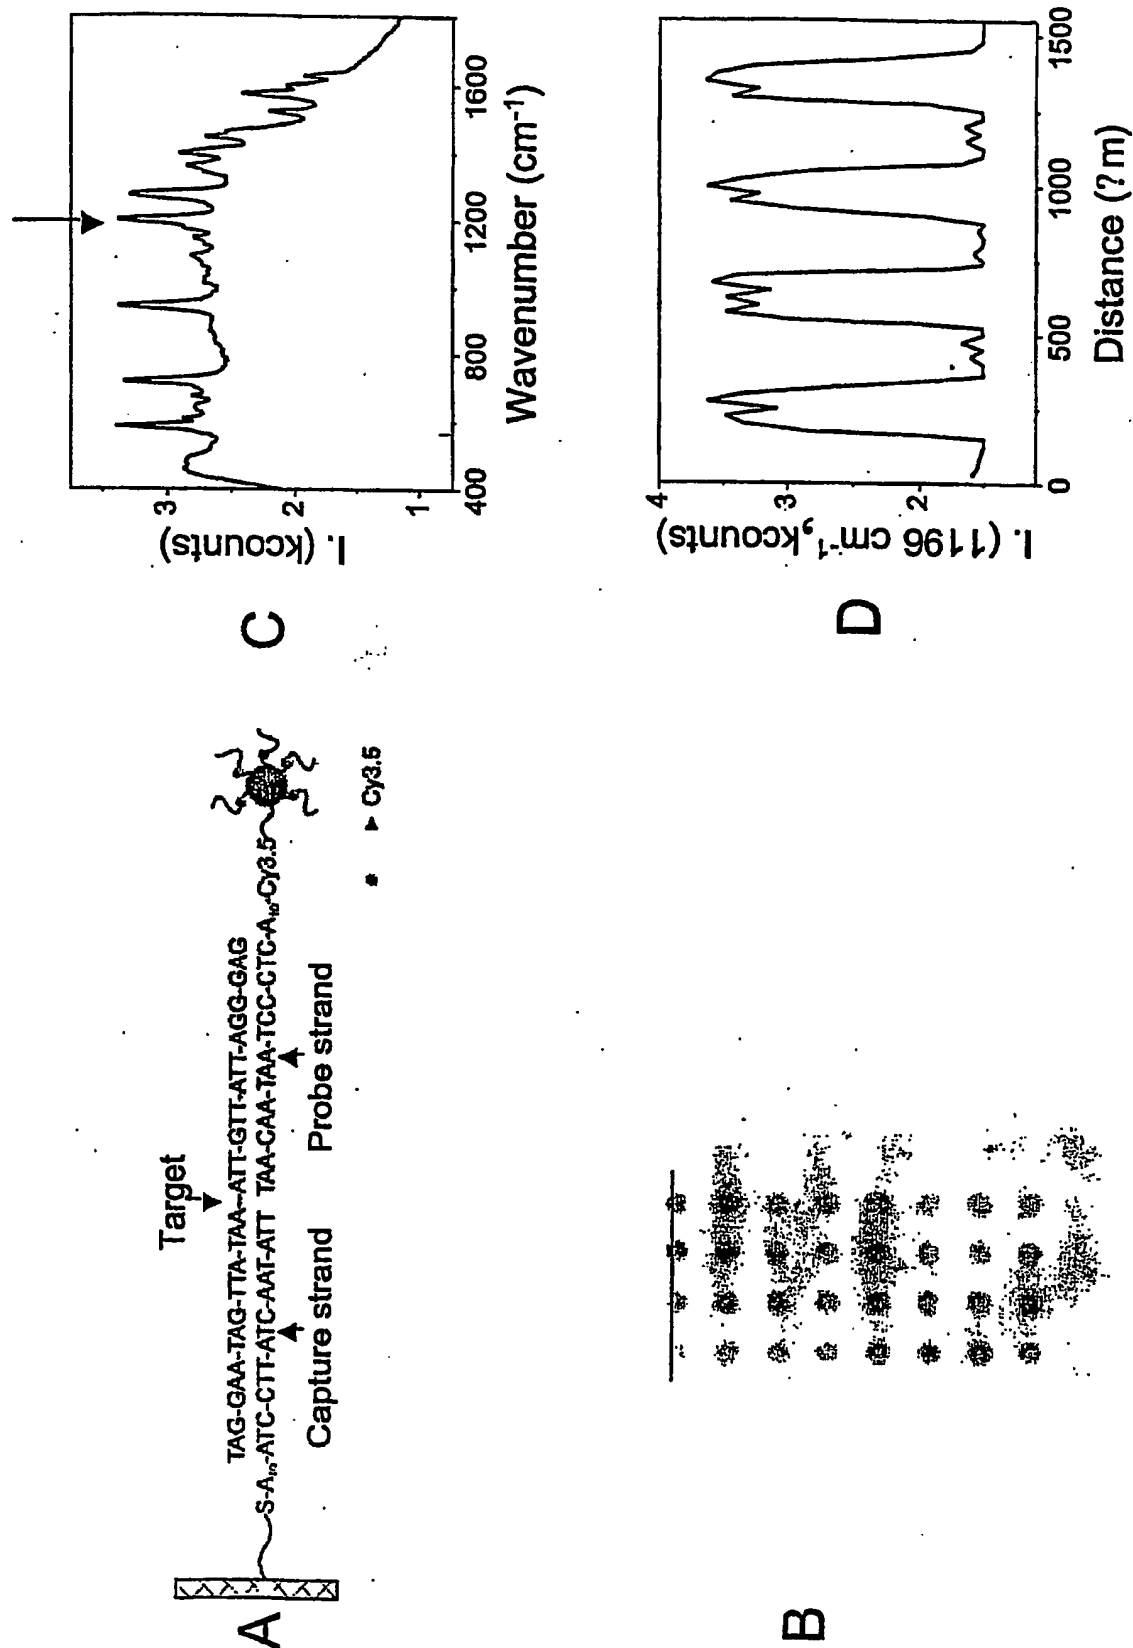 A
Target
TAG-GAA-TAG-TTA-TAA--ATT-GTT-ATT-AGG-GAG
S-A₁₀-ATC-CTT-ATC-AAT-ATT TAA-CAA-TAA-TCC-CTC-A₁₀-Cy3.5
Capture strand
Probe strand
* ► Cy3.5
B
C
I. (kcounts)
3
2
1
400
800
1200
1600
Wavenumber (cm⁻¹)
D
I. (1196 cm⁻¹, kcounts)
4
3
2
0
500
1000
1500
Distance (?m)